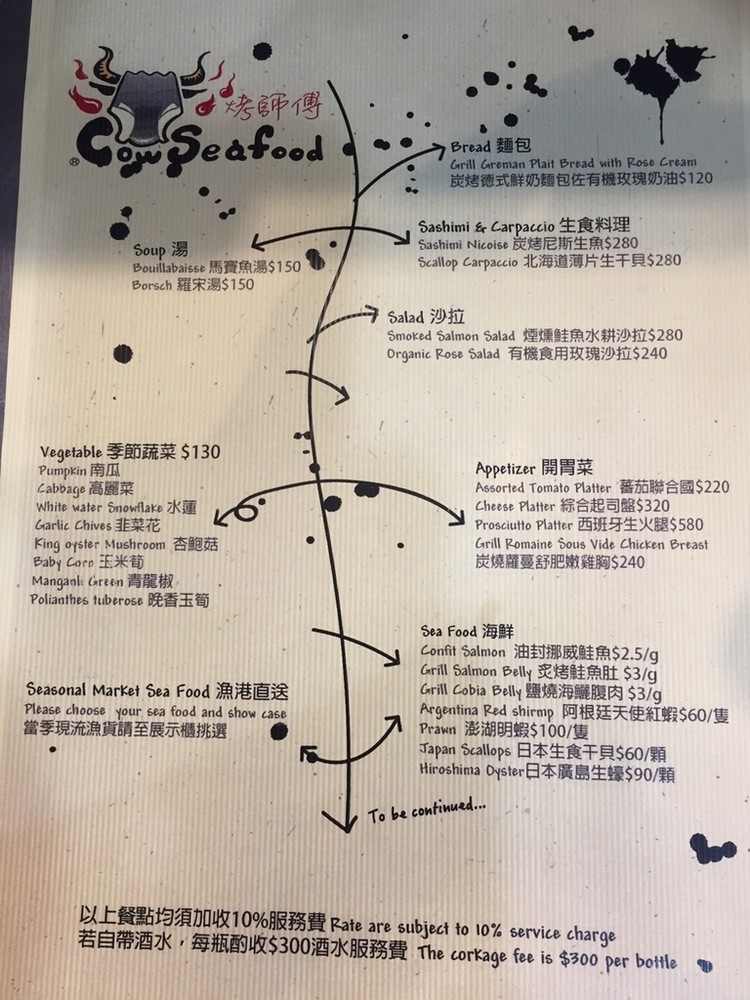 烤師傅
® Cow Seafood
Bread 麵包
Grill Greman Plait Bread with Rose Cream
炭烤德式鮮奶麵包佐有機玫瑰奶油$120
Sashimi & Carpaccio 生食料理
Sashimi Nicoise 炭烤尼斯生魚$280
Scallop Carpaccio 北海道薄片生干貝$280
Soup 湯
Bouillabaisse 馬賽魚湯$150
Borsch 羅宋湯$150
Salad 沙拉
Smoked Salmon Salad 煙燻鮭魚水耕沙拉$280
Organic Rose Salad 有機食用玫瑰沙拉$240
Vegetable 季節蔬菜 $130
Pumpkin 南瓜
Cabbage 高麗菜
White water Snowflake 水蓮
Garlic Chives 韭菜花
King oyster Mushroom 杏鮑菇
Baby Corn 玉米筍
Manganli Green 青龍椒
Polianthes tuberose 晚香玉筍
Appetizer 開胃菜
Assorted Tomato Platter 蕃茄聯合國$220
Cheese Platter 綜合起司盤$320
Prosciutto Platter 西班牙生火腿$580
Grill Romaine Sous Vide Chicken Breast
炭燒蘿蔓舒肥嫩雞胸$240
Sea Food 海鮮
Confit Salmon 油封挪威鮭魚$2.5/g
Grill Salmon Belly 炙烤鮭魚肚 $3/g
Grill Cobia Belly 鹽燒海鱺腹肉 $3/g
Argentina Red shirmp 阿根廷天使紅蝦$60/隻
Prawn 澎湖明蝦$100/隻
Japan Scallops 日本生食干貝$60/顆
Hiroshima Oyster日本廣島生蠔$90/顆
Seasonal Market Sea Food 漁港直送
Please choose your sea food and show case
當季現流漁貨請至展示櫃挑選
To be continued...
以上餐點均須加收10%服務費 Rate are subject to 10% service charge
若自帶酒水，每瓶酌收$300酒水服務費 The corkage fee is $300 per bottle